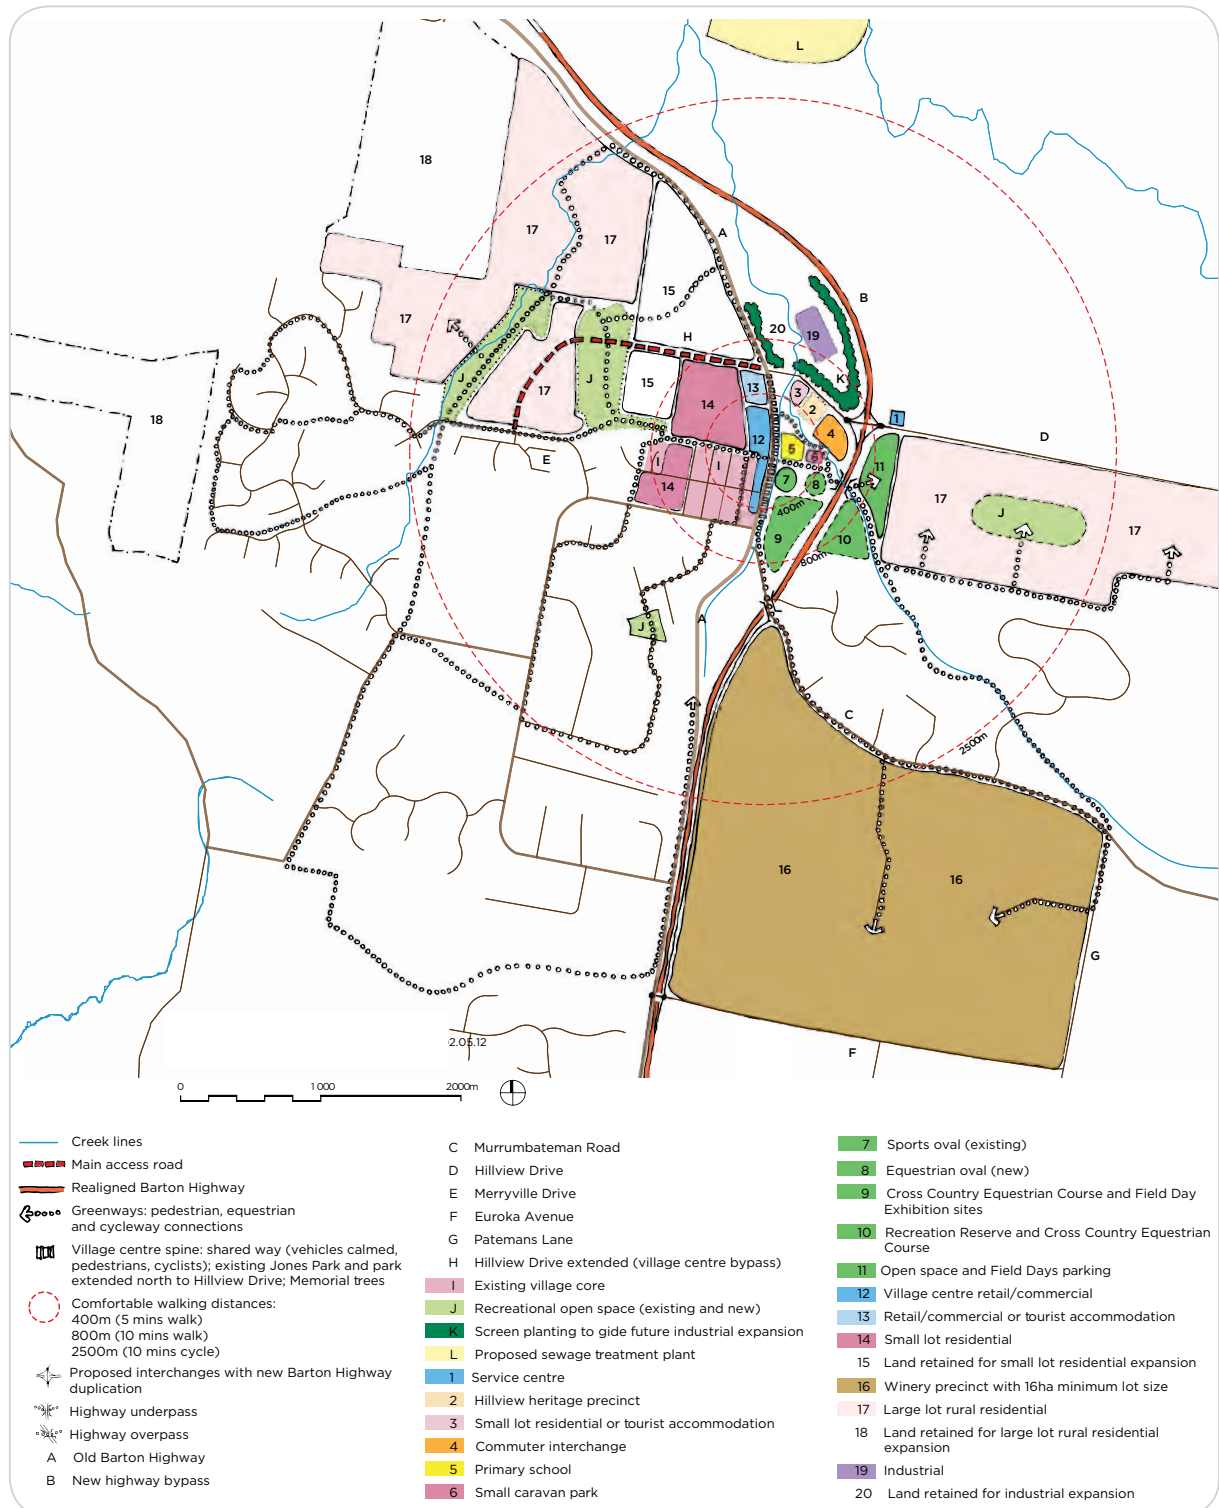 L
18
17
17
A
15
B
17
20
19
H
K
J
J
15
17
13
3
14
2
1
18
12
4
D
5
6
E
I
I
11
14
7
8
17
J
17
400m
9
10
800m
J
A
C
2500m
16
16
G
2.05.12
F
0
1000
2000m
Creek lines
Main access road
Realigned Barton Highway
Greenways: pedestrian, equestrian
and cycleway connections
Village centre spine: shared way (vehicles calmed,
pedestrians, cyclists); existing Jones Park and park
extended north to Hillview Drive; Memorial trees
Comfortable walking distances:
400m (5 mins walk)
800m (10 mins walk)
2500m (10 mins cycle)
Proposed interchanges with new Barton Highway
duplication
Highway underpass
Highway overpass
A Old Barton Highway
B New highway bypass
C Murrumbateman Road
D Hillview Drive
E Merryville Drive
F Euroka Avenue
G Patemans Lane
H Hillview Drive extended (village centre bypass)
I Existing village core
J Recreational open space (existing and new)
K Screen planting to gide future industrial expansion
L Proposed sewage treatment plant
1 Service centre
2 Hillview heritage precinct
3 Small lot residential or tourist accommodation
4 Commuter interchange
5 Primary school
6 Small caravan park
7 Sports oval (existing)
8 Equestrian oval (new)
9 Cross Country Equestrian Course and Field Day
Exhibition sites
10 Recreation Reserve and Cross Country Equestrian
Course
11 Open space and Field Days parking
12 Village centre retail/commercial
13 Retail/commercial or tourist accommodation
14 Small lot residential
15 Land retained for small lot residential expansion
16 Winery precinct with 16ha minimum lot size
17 Large lot rural residential
18 Land retained for large lot rural residential
expansion
19 Industrial
20 Land retained for industrial expansion